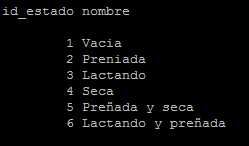 id_estado nombre
1 Vacia
2 Preniada
3 Lactando
4 Seca
5 Preñada y seca
6 Lactando y preñada